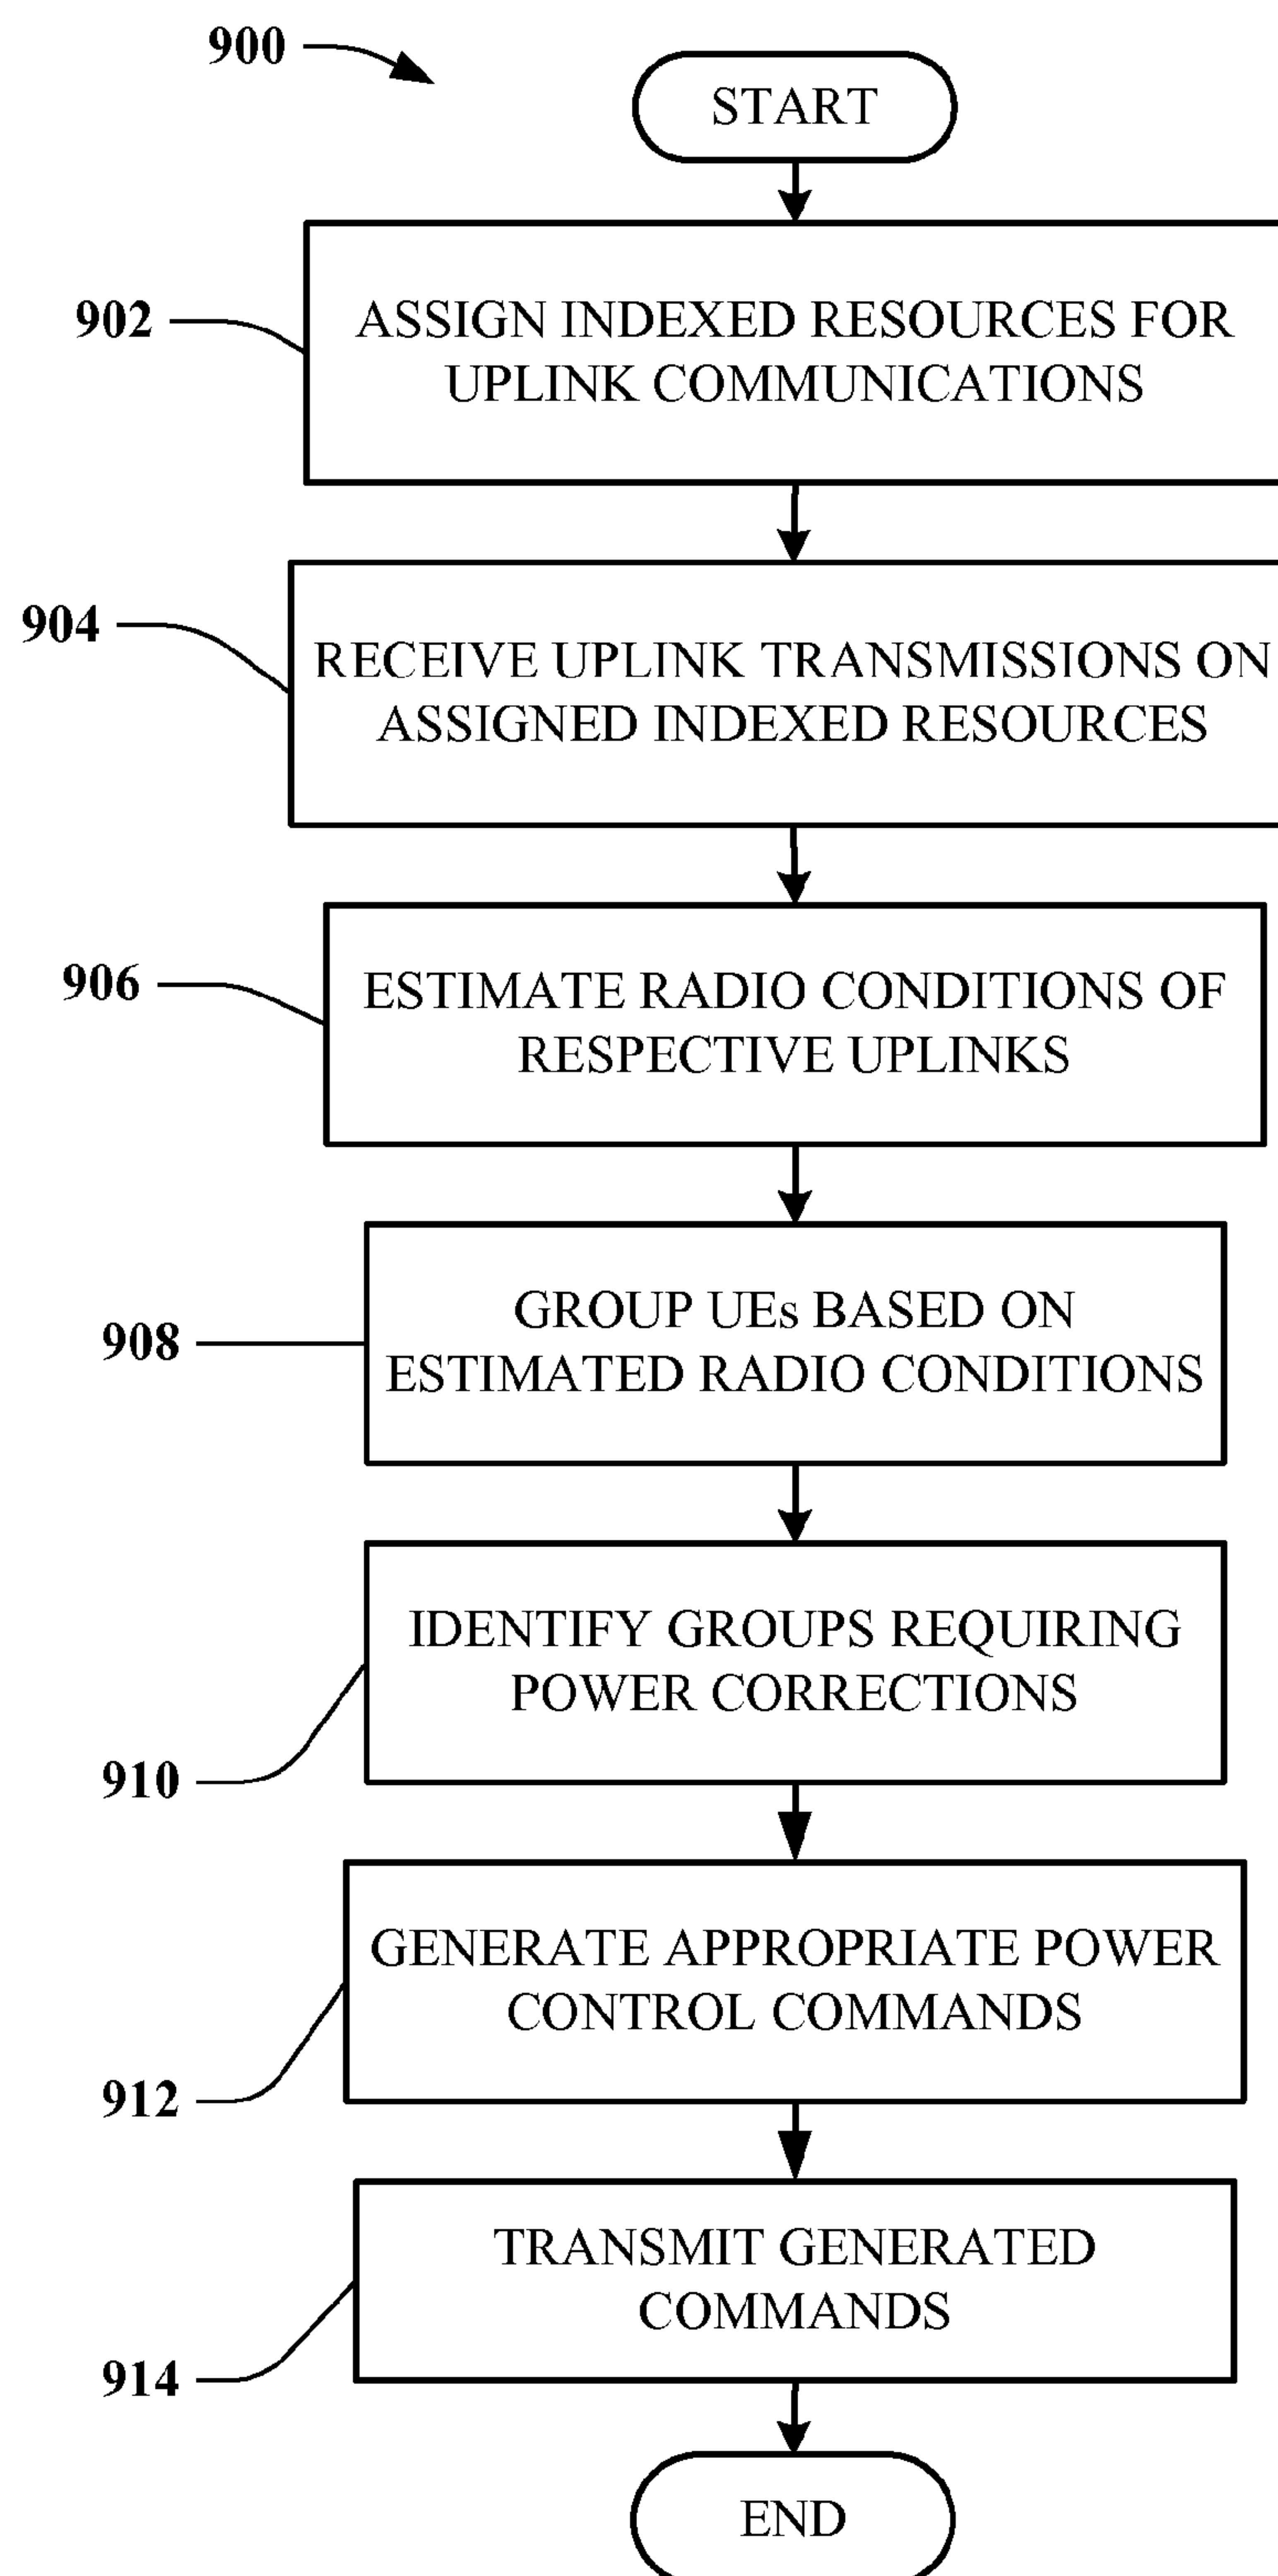 900
START
902
ASSIGN INDEXED RESOURCES FOR
UPLINK COMMUNICATIONS
904
RECEIVE UPLINK TRANSMISSIONS ON
ASSIGNED INDEXED RESOURCES
906
ESTIMATE RADIO CONDITIONS OF
RESPECTIVE UPLINKS
908
GROUP UEs BASED ON
ESTIMATED RADIO CONDITIONS
910
IDENTIFY GROUPS REQUIRING
POWER CORRECTIONS
912
GENERATE APPROPRIATE POWER
CONTROL COMMANDS
914
TRANSMIT GENERATED
COMMANDS
END